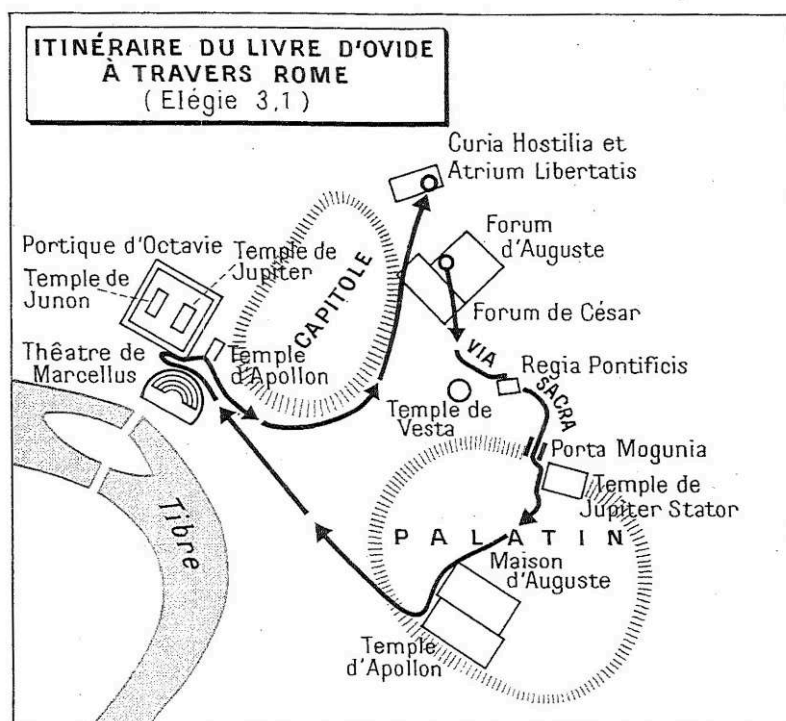 ITINÉRAIRE DU LIVRE D'OVIDE
À TRAVERS ROME
(Elégie 3,1)
Curia Hostilia et
Atrium Libertatis
Forum
d'Auguste
Portique d'Octavie
Temple de
Jupiter
Temple de
Junon
CAPITOLE
Forum de César
Thêatre de
Marcellus
Temple
d'Apollon
VIA
SACRA
Regia Pontificis
Temple de
Vesta
Porta Mogunia
Temple de
Jupiter Stator
Tibre
PALATIN
Maison
d'Auguste
Temple
d'Apollon